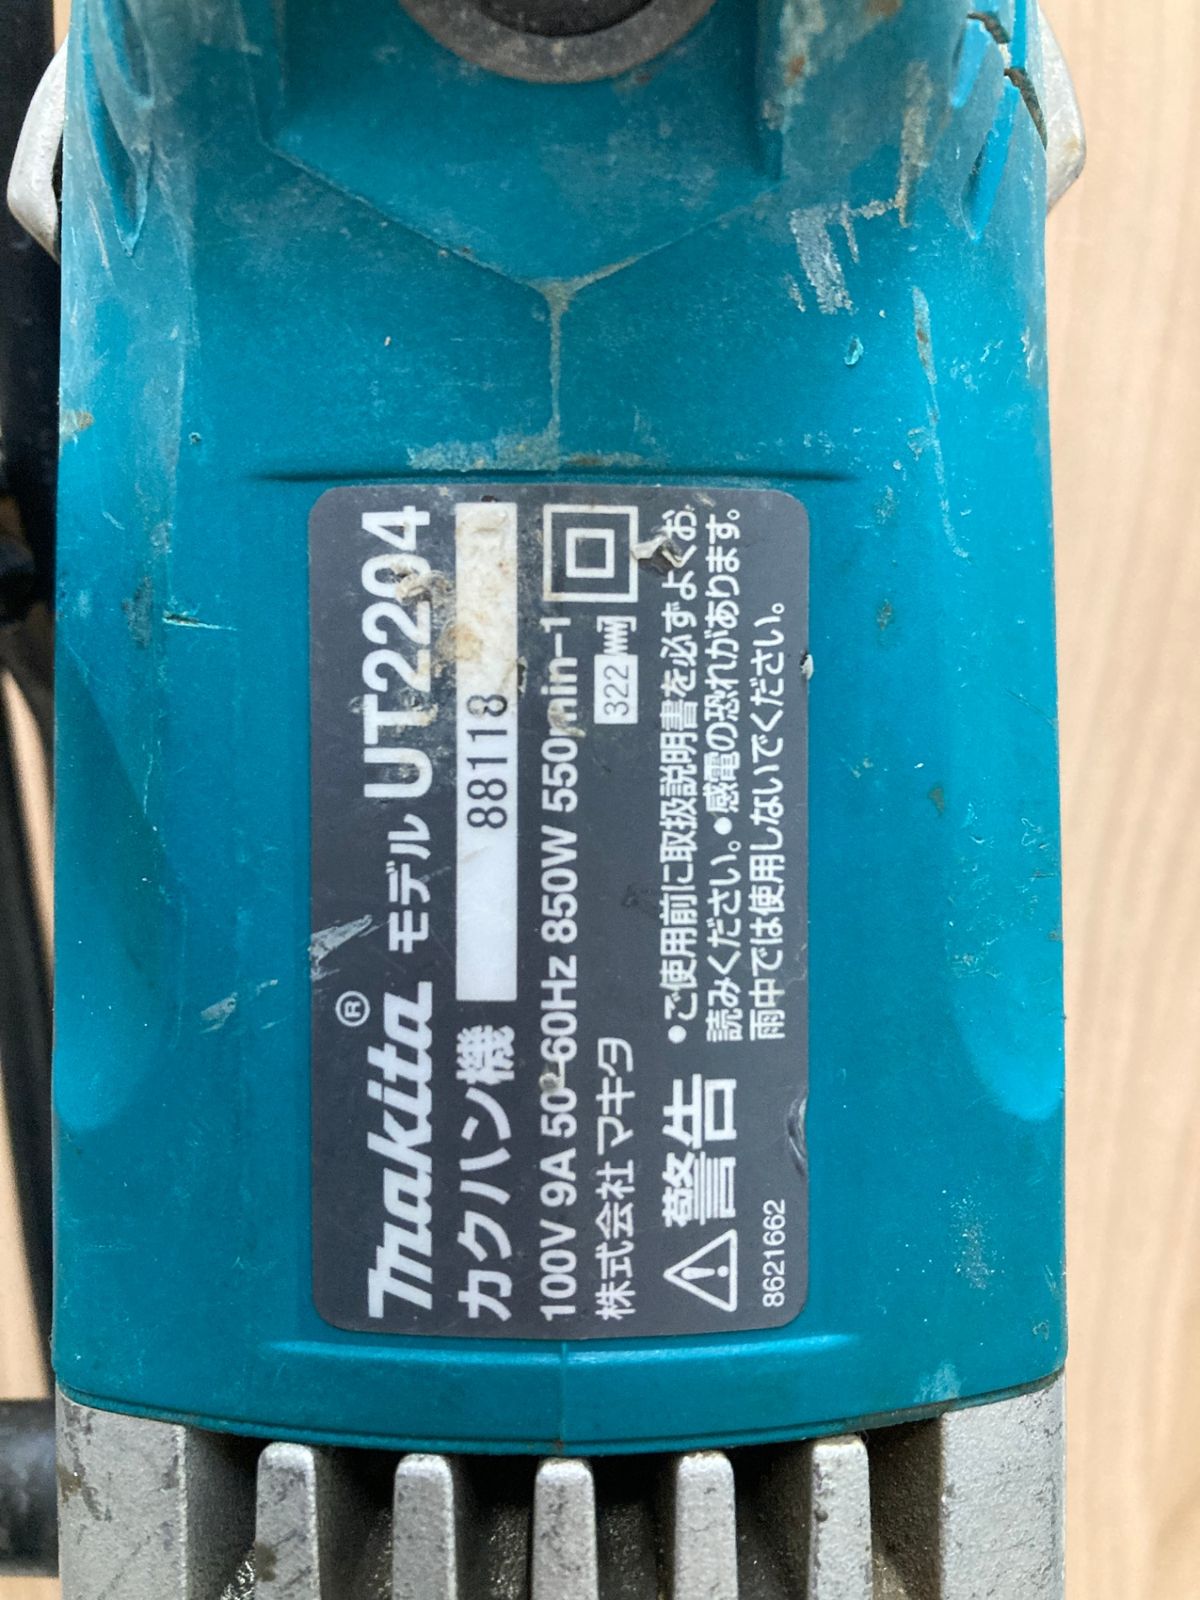 makita® モデル UT2204
カクハン機 88118
100V 9A 50-60Hz 850W 550min-1
株式会社マキタ 322
警告
●ご使用前に取扱説明書を必ずよくお
読みください。●感電の恐れがあります。
雨中では使用しないでください。
8621662